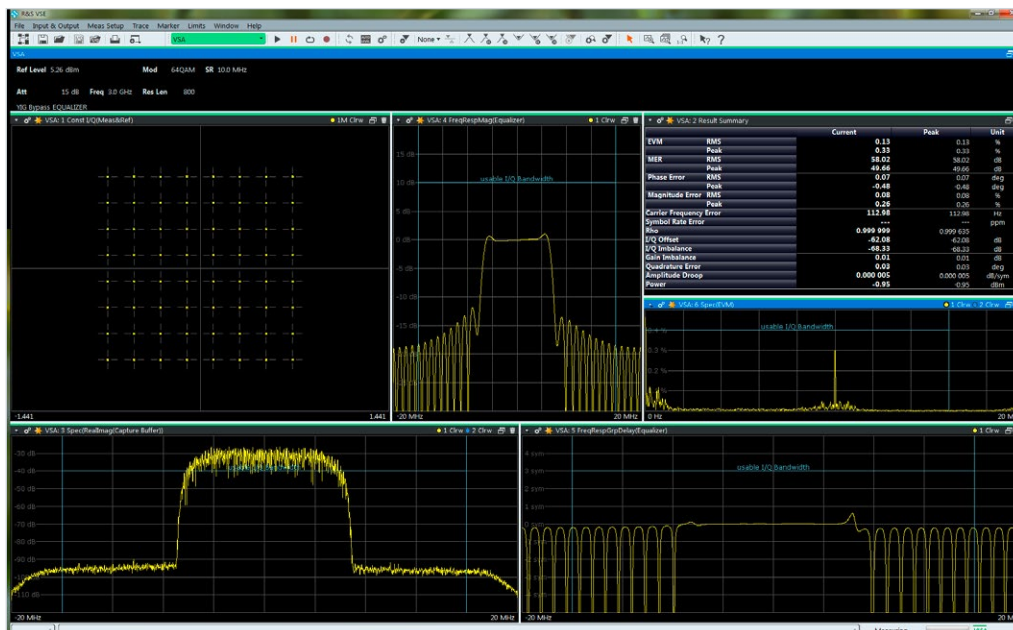 R&S VSE
File Input & Output Meas Setup Trace Marker Limits Window Help
VSA
None
VSA
Ref Level 5.26 dBm Mod 64QAM SR 10.0 MHz
Att 15 dB Freq 3.0 GHz Res Len 800
YIG Bypass EQUALIZER
VSA: 1 Const I/Q(Meas&Ref) 1M Clrw
-1.441 1.441
VSA: 4 FreqRespMag(Equalizer) 1 Clrw
15 dB
usable I/Q Bandwidth
10 dB
5 dB
0 dB
-5 dB
-10 dB
-15 dB
-20 MHz 20 MHz
VSA: 2 Result Summary
Current Peak Unit
EVM RMS 0.13 0.13 %
Peak 0.33 0.33 %
MER RMS 58.02 58.02 dB
Peak 49.66 49.66 dB
Phase Error RMS 0.07 0.07 deg
Peak -0.48 -0.48 deg
Magnitude Error RMS 0.08 0.08 %
Peak 0.26 0.26 %
Carrier Frequency Error 112.98 112.98 Hz
Symbol Rate Error --- --- ppm
Rho 0.999 999 0.999 635
I/Q Offset -62.08 -62.08 dB
I/Q Imbalance -68.33 -68.33 dB
Gain Imbalance 0.01 0.01 dB
Quadrature Error 0.03 0.03 deg
Amplitude Droop 0.000 005 0.000 005 dB/sym
Power -0.95 -0.95 dBm
VSA: 6 Spec(EVM) 1 Clrw 2 Clrw
usable I/Q Bandwidth
0.4 %
0.3 %
0.2 %
0 Hz 20 M
VSA: 3 Spec(RealImag(Capture Buffer)) 1 Clrw 2 Clrw
-30 dB
-40 dB
-50 dB
-60 dB
-70 dB
-80 dB
-90 dB
-110 dB
-20 MHz 20 MHz
VSA: 5 FreqRespGrpDelay(Equalizer) 1 Clrw
4 sym
usable I/Q Bandwidth
3 sym
2 sym
1 sym
0 sym
-20 MHz 20 MHz
Measuring